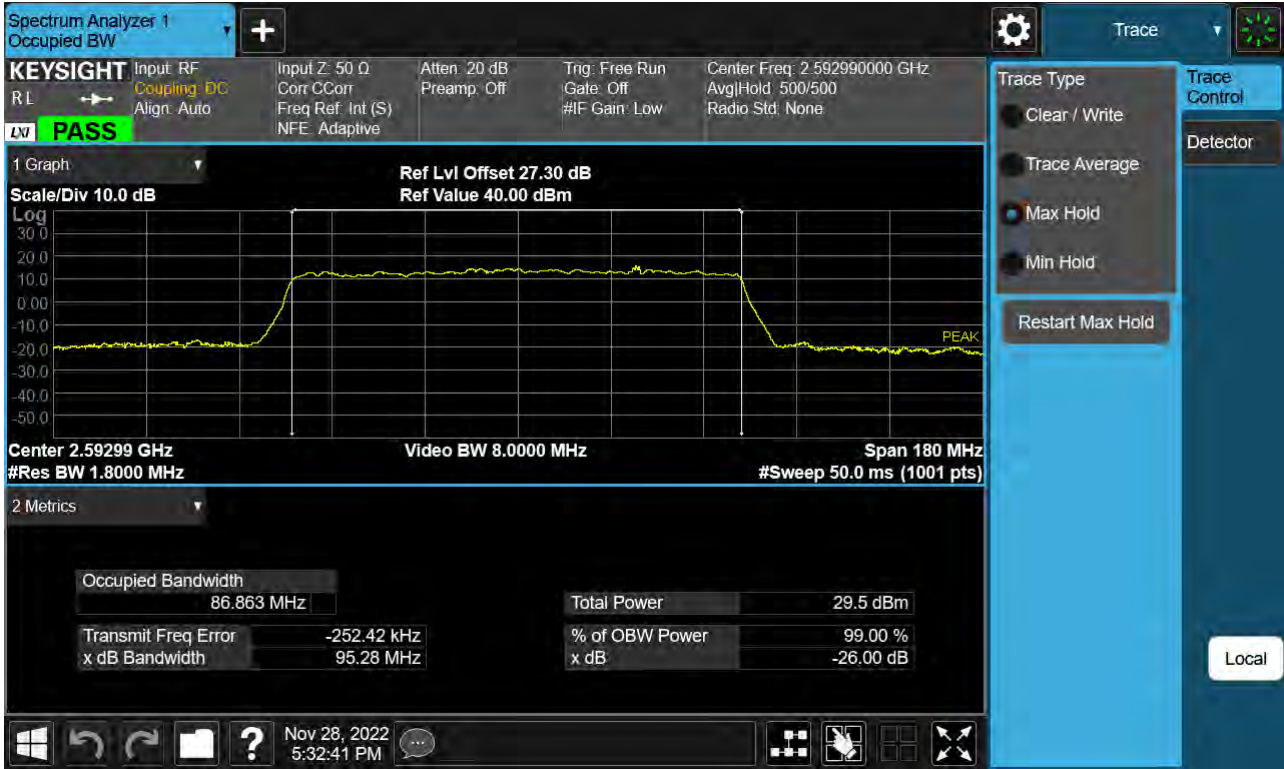 Spectrum Analyzer 1
Occupied BW
Trace
KEYSIGHT
R L
LXI
PASS
Input: RF
Coupling: DC
Align: Auto
Input Z: 50 Ω
Corr CCorr
Freq Ref: Int (S)
NFE: Adaptive
Atten: 20 dB
Preamp: Off
Trig: Free Run
Gate: Off
#IF Gain: Low
Center Freq: 2.592990000 GHz
Avg|Hold: 500/500
Radio Std: None
1 Graph
Scale/Div 10.0 dB
Ref Lvl Offset 27.30 dB
Ref Value 40.00 dBm
Log
30.0
20.0
10.0
0.00
-10.0
-20.0
-30.0
-40.0
-50.0
PEAK
Center 2.59299 GHz
#Res BW 1.8000 MHz
Video BW 8.0000 MHz
Span 180 MHz
#Sweep 50.0 ms (1001 pts)
2 Metrics
Occupied Bandwidth
86.863 MHz
Transmit Freq Error -252.42 kHz
x dB Bandwidth 95.28 MHz
Total Power 29.5 dBm
% of OBW Power 99.00 %
x dB -26.00 dB
?
Nov 28, 2022
5:32:41 PM
Trace Type
Clear / Write
Trace Average
Max Hold
Min Hold
Restart Max Hold
Trace
Control
Detector
Local